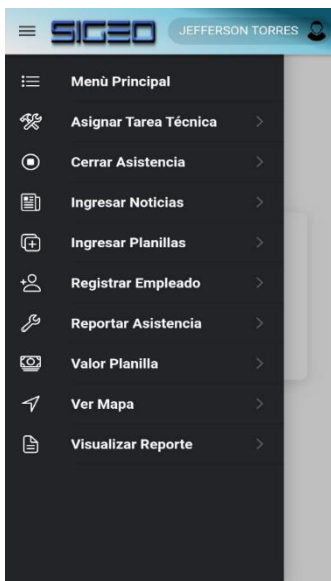 SIGEO
JEFFERSON TORRES
Menù Principal
Asignar Tarea Técnica
Cerrar Asistencia
Ingresar Noticias
Ingresar Planillas
Registrar Empleado
Reportar Asistencia
Valor Planilla
Ver Mapa
Visualizar Reporte